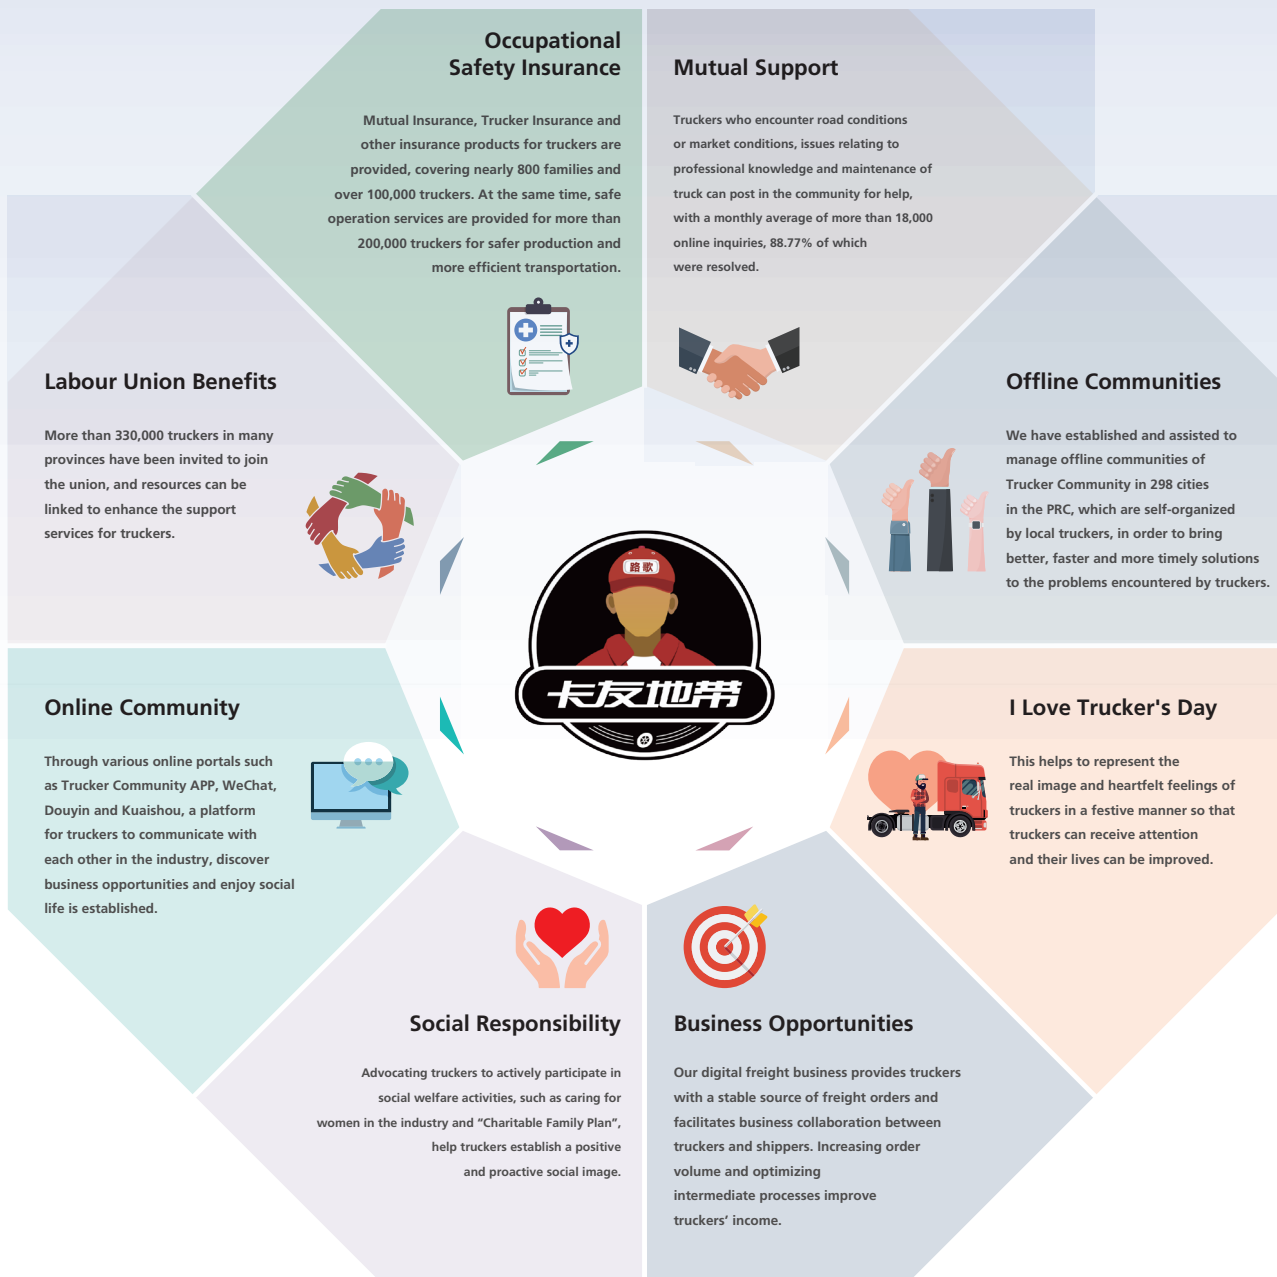 Occupational
Safety Insurance
Mutual Insurance, Trucker Insurance and
other insurance products for truckers are
provided, covering nearly 800 families and
over 100,000 truckers. At the same time, safe
operation services are provided for more than
200,000 truckers for safer production and
more efficient transportation.
Mutual Support
Truckers who encounter road conditions
or market conditions, issues relating to
professional knowledge and maintenance of
truck can post in the community for help,
with a monthly average of more than 18,000
online inquiries, 88.77% of which
were resolved.
Labour Union Benefits
More than 330,000 truckers in many
provinces have been invited to join
the union, and resources can be
linked to enhance the support
services for truckers.
Offline Communities
We have established and assisted to
manage offline communities of
Trucker Community in 298 cities
in the PRC, which are self-organized
by local truckers, in order to bring
better, faster and more timely solutions
to the problems encountered by truckers.
路歌
卡友地带
Online Community
Through various online portals such
as Trucker Community APP, WeChat,
Douyin and Kuaishou, a platform
for truckers to communicate with
each other in the industry, discover
business opportunities and enjoy social
life is established.
I Love Trucker's Day
This helps to represent the
real image and heartfelt feelings of
truckers in a festive manner so that
truckers can receive attention
and their lives can be improved.
Social Responsibility
Advocating truckers to actively participate in
social welfare activities, such as caring for
women in the industry and “Charitable Family Plan”,
help truckers establish a positive
and proactive social image.
Business Opportunities
Our digital freight business provides truckers
with a stable source of freight orders and
facilitates business collaboration between
truckers and shippers. Increasing order
volume and optimizing
intermediate processes improve
truckers’ income.